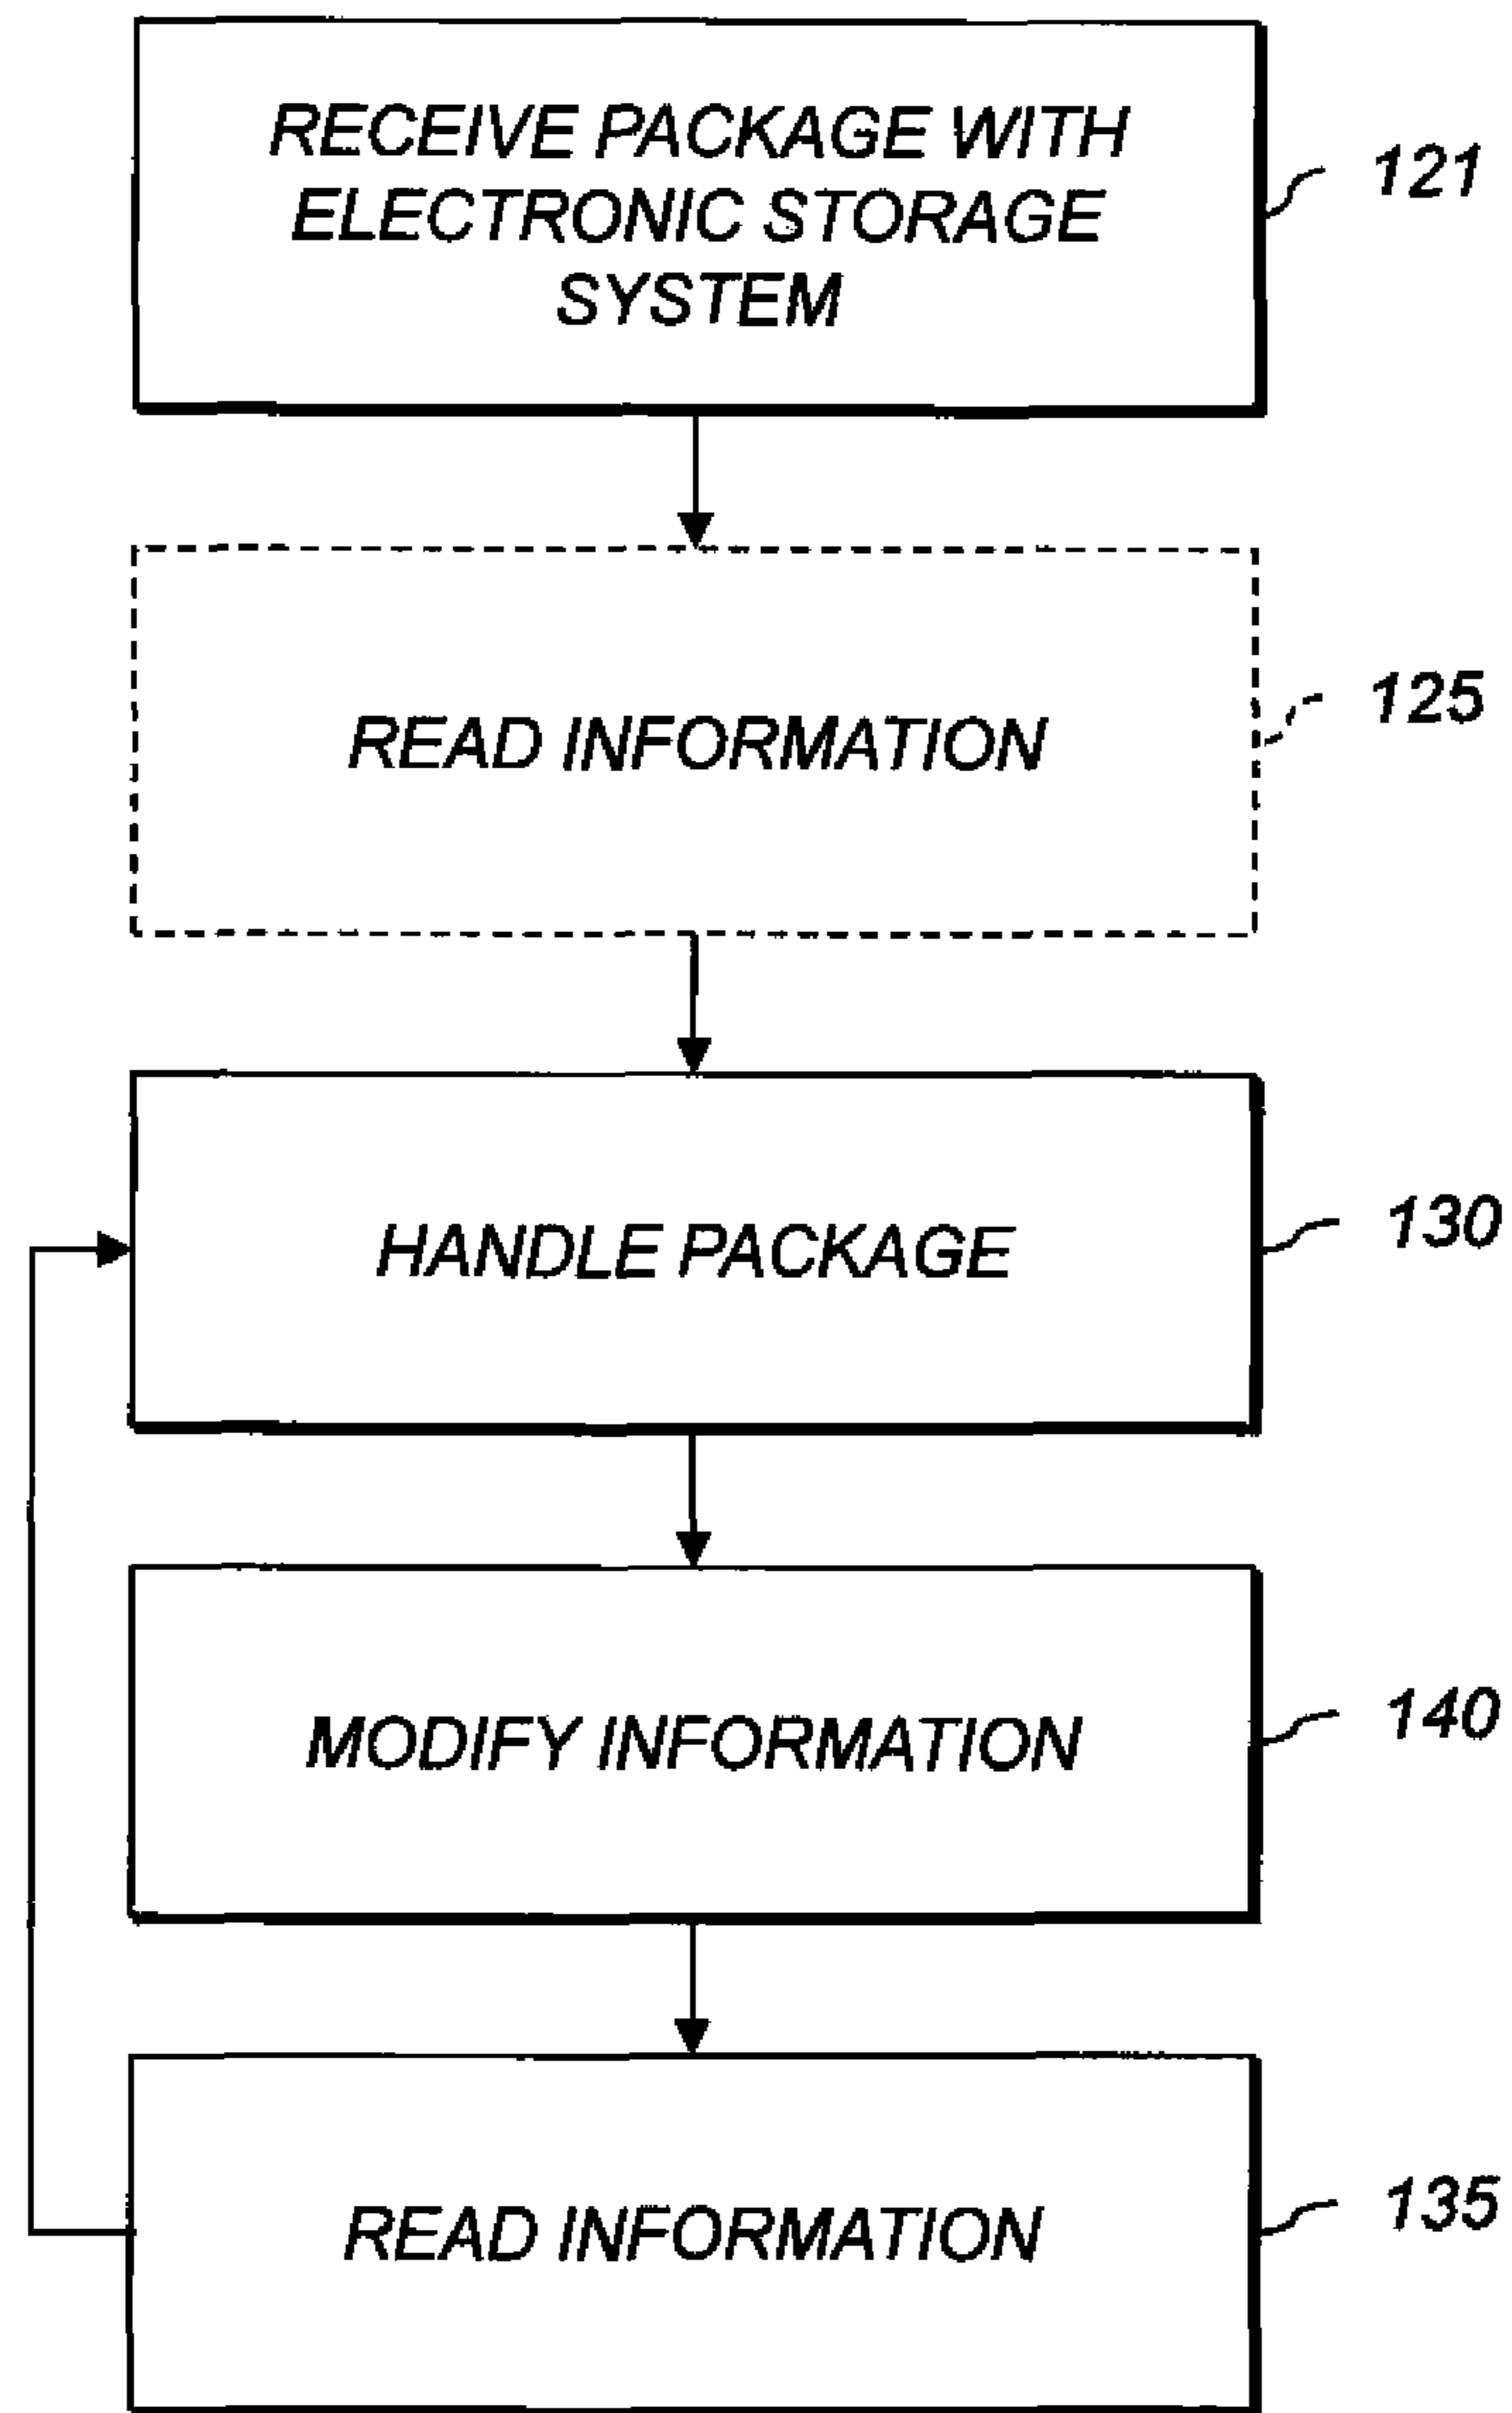 RECEIVE PACKAGE WITH
ELECTRONIC STORAGE
SYSTEM
121
READ INFORMATION
125
HANDLE PACKAGE
130
MODIFY INFORMATION
140
READ INFORMATION
135